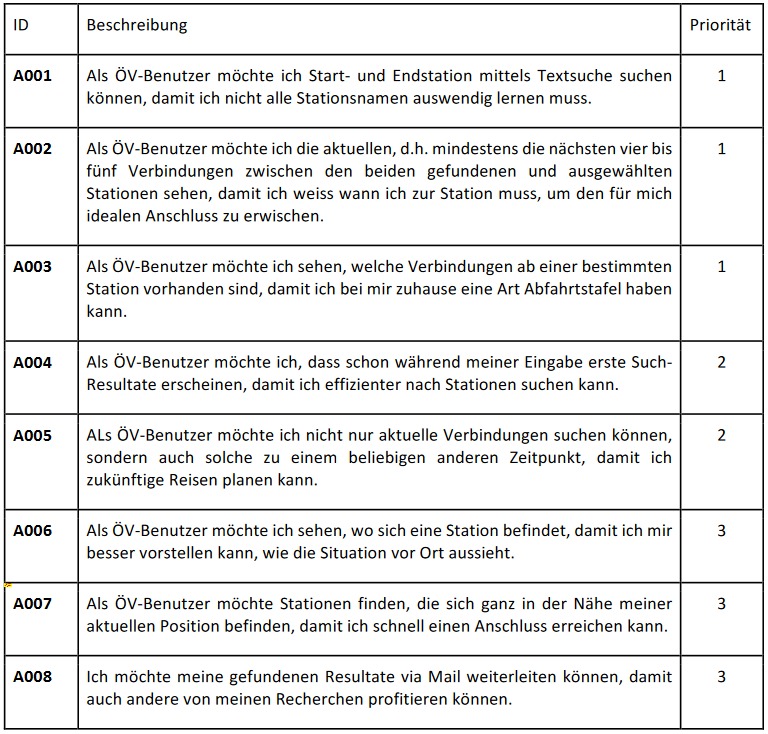 ID Beschreibung Priorität
A001 Als ÖV-Benutzer möchte ich Start- und Endstation mittels Textsuche suchen 1
können, damit ich nicht alle Stationsnamen auswendig lernen muss.
A002 Als ÖV-Benutzer möchte ich die aktuellen, d.h. mindestens die nächsten vier bis 1
fünf Verbindungen zwischen den beiden gefundenen und ausgewählten
Stationen sehen, damit ich weiss wann ich zur Station muss, um den für mich
idealen Anschluss zu erwischen.
A003 Als ÖV-Benutzer möchte ich sehen, welche Verbindungen ab einer bestimmten 1
Station vorhanden sind, damit ich bei mir zuhause eine Art Abfahrtstafel haben
kann.
A004 Als ÖV-Benutzer möchte ich, dass schon während meiner Eingabe erste Such- 2
Resultate erscheinen, damit ich effizienter nach Stationen suchen kann.
A005 ALs ÖV-Benutzer möchte ich nicht nur aktuelle Verbindungen suchen können, 2
sondern auch solche zu einem beliebigen anderen Zeitpunkt, damit ich
zukünftige Reisen planen kann.
A006 Als ÖV-Benutzer möchte ich sehen, wo sich eine Station befindet, damit ich mir 3
besser vorstellen kann, wie die Situation vor Ort aussieht.
A007 Als ÖV-Benutzer möchte Stationen finden, die sich ganz in der Nähe meiner 3
aktuellen Position befinden, damit ich schnell einen Anschluss erreichen kann.
A008 Ich möchte meine gefundenen Resultate via Mail weiterleiten können, damit 3
auch andere von meinen Recherchen profitieren können.